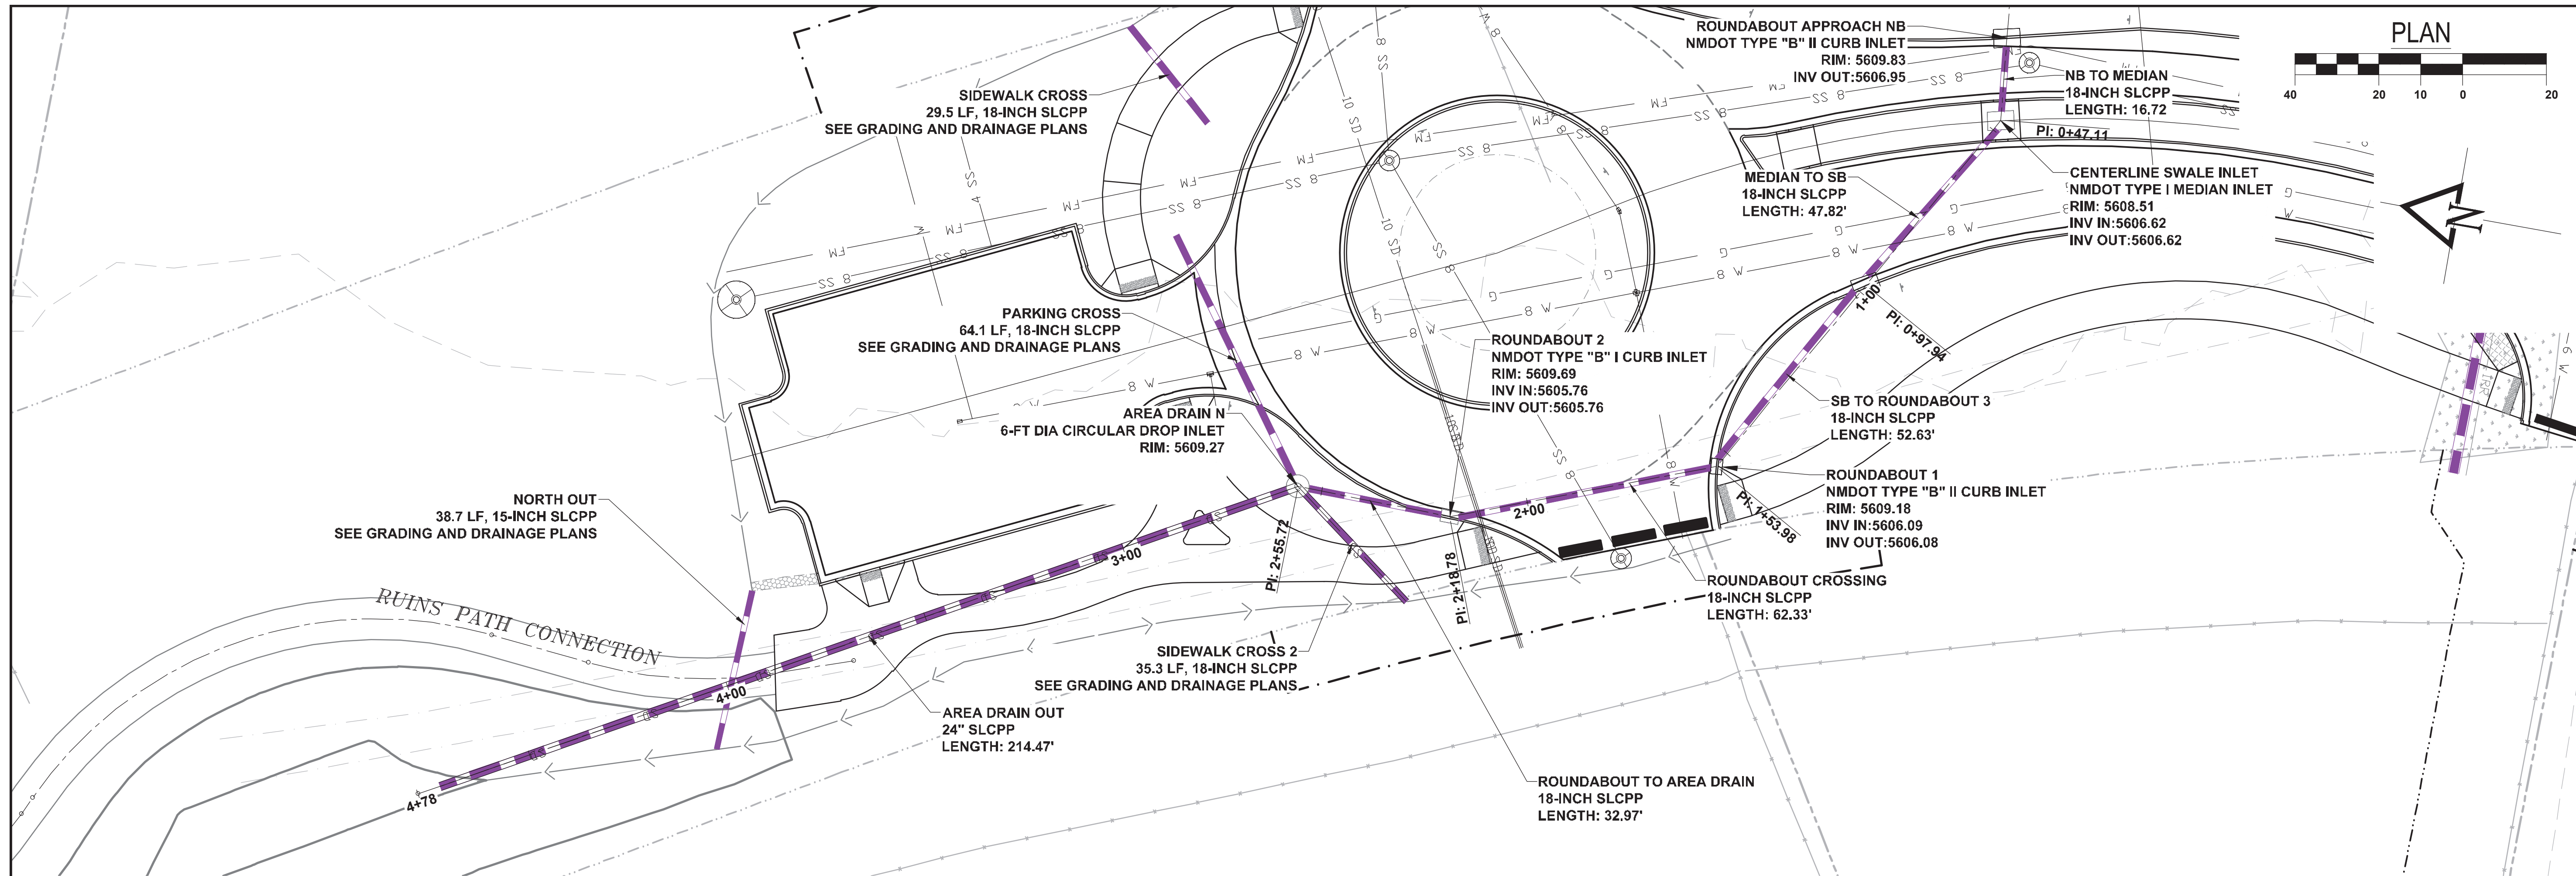 PLAN
40 20 10 0 20
ROUNDABOUT APPROACH NB
NMDOT TYPE "B" II CURB INLET
RIM: 5609.83
INV OUT:5606.95
NB TO MEDIAN
18-INCH SLCPP
LENGTH: 16.72
PI: 0+47.11
SIDEWALK CROSS
29.5 LF, 18-INCH SLCPP
SEE GRADING AND DRAINAGE PLANS
MEDIAN TO SB
18-INCH SLCPP
LENGTH: 47.82'
CENTERLINE SWALE INLET
NMDOT TYPE I MEDIAN INLET
RIM: 5608.51
INV IN:5606.62
INV OUT:5606.62
N
1+00
PI: 0+97.94
PARKING CROSS
64.1 LF, 18-INCH SLCPP
SEE GRADING AND DRAINAGE PLANS
ROUNDABOUT 2
NMDOT TYPE "B" I CURB INLET
RIM: 5609.69
INV IN:5605.76
INV OUT:5605.76
AREA DRAIN N
6-FT DIA CIRCULAR DROP INLET
RIM: 5609.27
SB TO ROUNDABOUT 3
18-INCH SLCPP
LENGTH: 52.63'
ROUNDABOUT 1
NMDOT TYPE "B" II CURB INLET
RIM: 5609.18
INV IN:5606.09
INV OUT:5606.08
PI: 1+53.98
NORTH OUT
38.7 LF, 15-INCH SLCPP
SEE GRADING AND DRAINAGE PLANS
2+00
3+00
PI: 2+55.72
PI: 2+18.78
ROUNDABOUT CROSSING
18-INCH SLCPP
LENGTH: 62.33'
RUINS PATH CONNECTION
SIDEWALK CROSS 2
35.3 LF, 18-INCH SLCPP
SEE GRADING AND DRAINAGE PLANS
4+00
AREA DRAIN OUT
24" SLCPP
LENGTH: 214.47'
ROUNDABOUT TO AREA DRAIN
18-INCH SLCPP
LENGTH: 32.97'
4+78
8 SS
10 SD
W 8
FM
SS 8
SS 4
G
SD